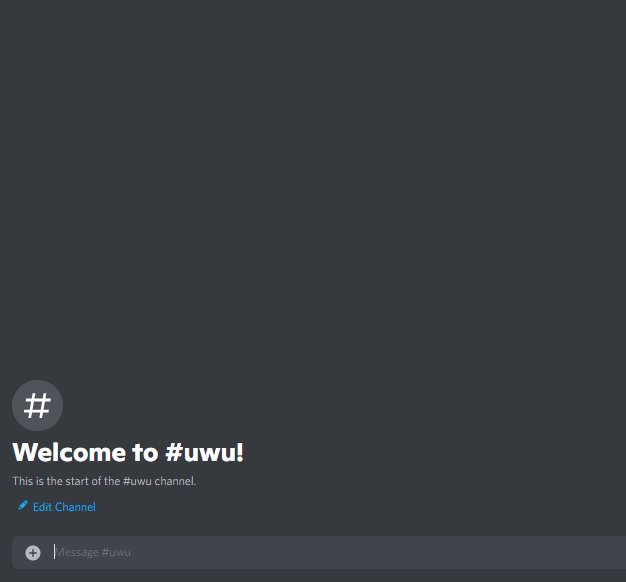 #
Welcome to #uwu!
This is the start of the #uwu channel.
Edit Channel
Message #uwu